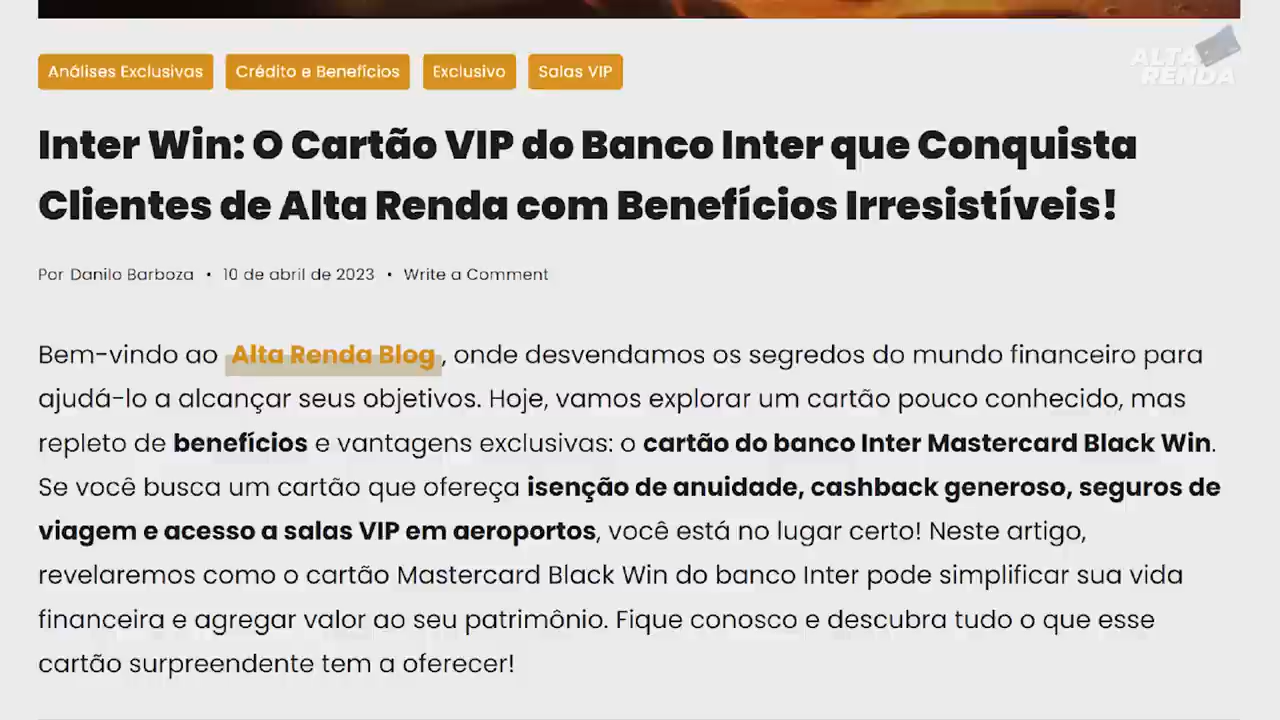 Análises Exclusivas Crédito e Benefícios Exclusivo Salas VIP
ALTA
RENDA
Inter Win: O Cartão VIP do Banco Inter que Conquista
Clientes de Alta Renda com Benefícios Irresistíveis!
Por Danilo Barboza • 10 de abril de 2023 • Write a Comment
Bem-vindo ao Alta Renda Blog, onde desvendamos os segredos do mundo financeiro para
ajudá-lo a alcançar seus objetivos. Hoje, vamos explorar um cartão pouco conhecido, mas
repleto de benefícios e vantagens exclusivas: o cartão do banco Inter Mastercard Black Win.
Se você busca um cartão que ofereça isenção de anuidade, cashback generoso, seguros de
viagem e acesso a salas VIP em aeroportos, você está no lugar certo! Neste artigo,
revelaremos como o cartão Mastercard Black Win do banco Inter pode simplificar sua vida
financeira e agregar valor ao seu patrimônio. Fique conosco e descubra tudo o que esse
cartão surpreendente tem a oferecer!